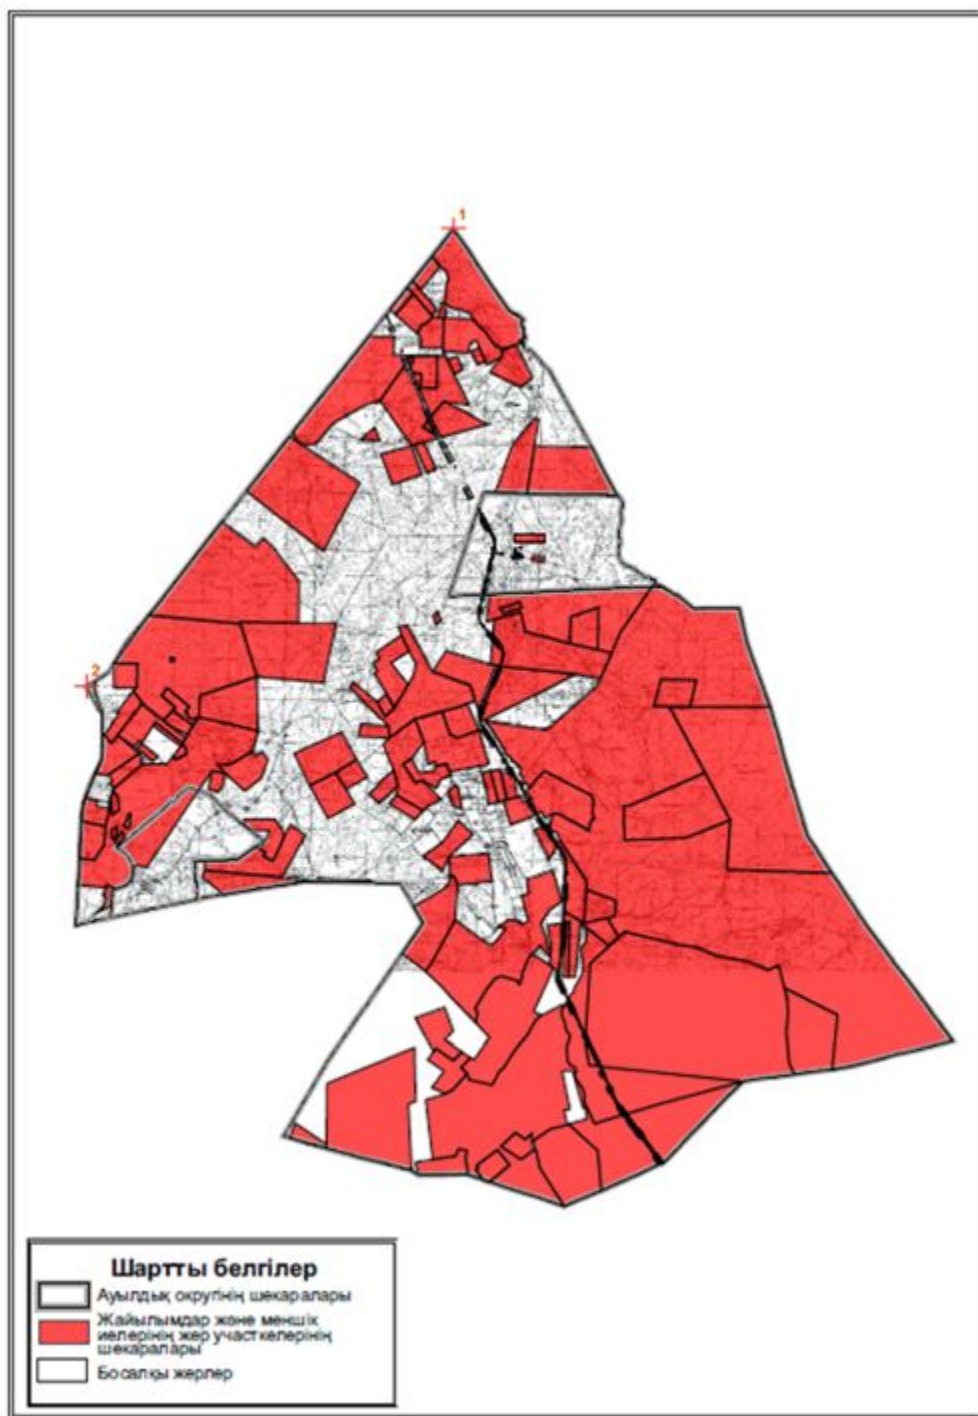 1
2
Шартты белгілер
Ауылдық округінің шекаралары
Жайылымдар және меншік
иелерінің жер участкелерінің
шекаралары
Босалқы жерлер